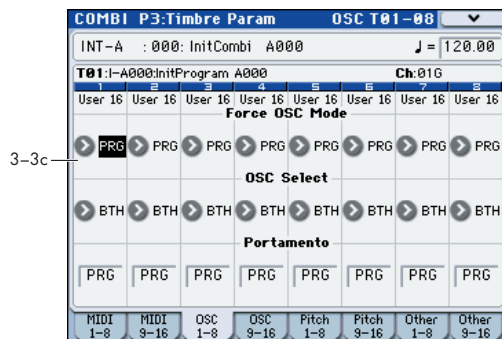 COMBI P3:Timbre Param OSC T01-08
INT-A :000: InitCombi A000 ♩= 120.00
T01:I-A000:InitProgram A000 Ch:01G
1 2 3 4 5 6 7 8
User 16 User 16 User 16 User 16 User 16 User 16 User 16 User 16
Force OSC Mode
3–3c
PRG PRG PRG PRG PRG PRG PRG PRG
OSC Select
BTH BTH BTH BTH BTH BTH BTH BTH
Portamento
PRG PRG PRG PRG PRG PRG PRG PRG
MIDI MIDI OSC OSC Pitch Pitch Other Other
1-8 9-16 1-8 9-16 1-8 9-16 1-8 9-16